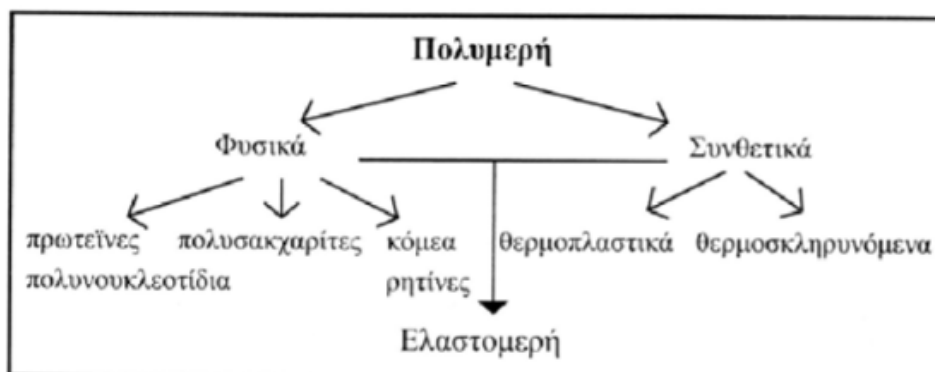 Πολυμερή
Φυσικά Συνθετικά
πρωτεΐνες πολυσακχαρίτες κόμεα θερμοπλαστικά θερμοσκληρυνόμενα
πολυνουκλεοτίδια ρητίνες
Ελαστομερή